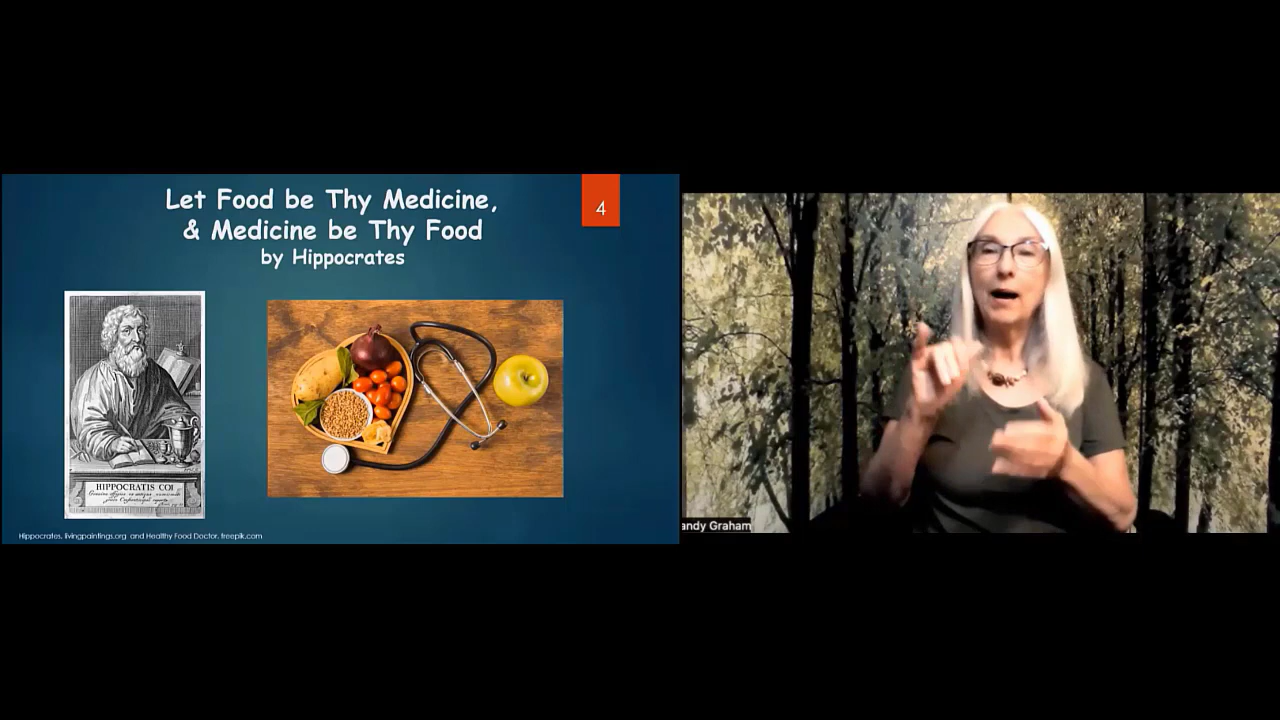 Let Food be Thy Medicine,
& Medicine be Thy Food
by Hippocrates
4
HIPPOCRATIS COI
Hippocrates, livingpaintings.org and Healthy Food Doctor, freepik.com
andy Graham